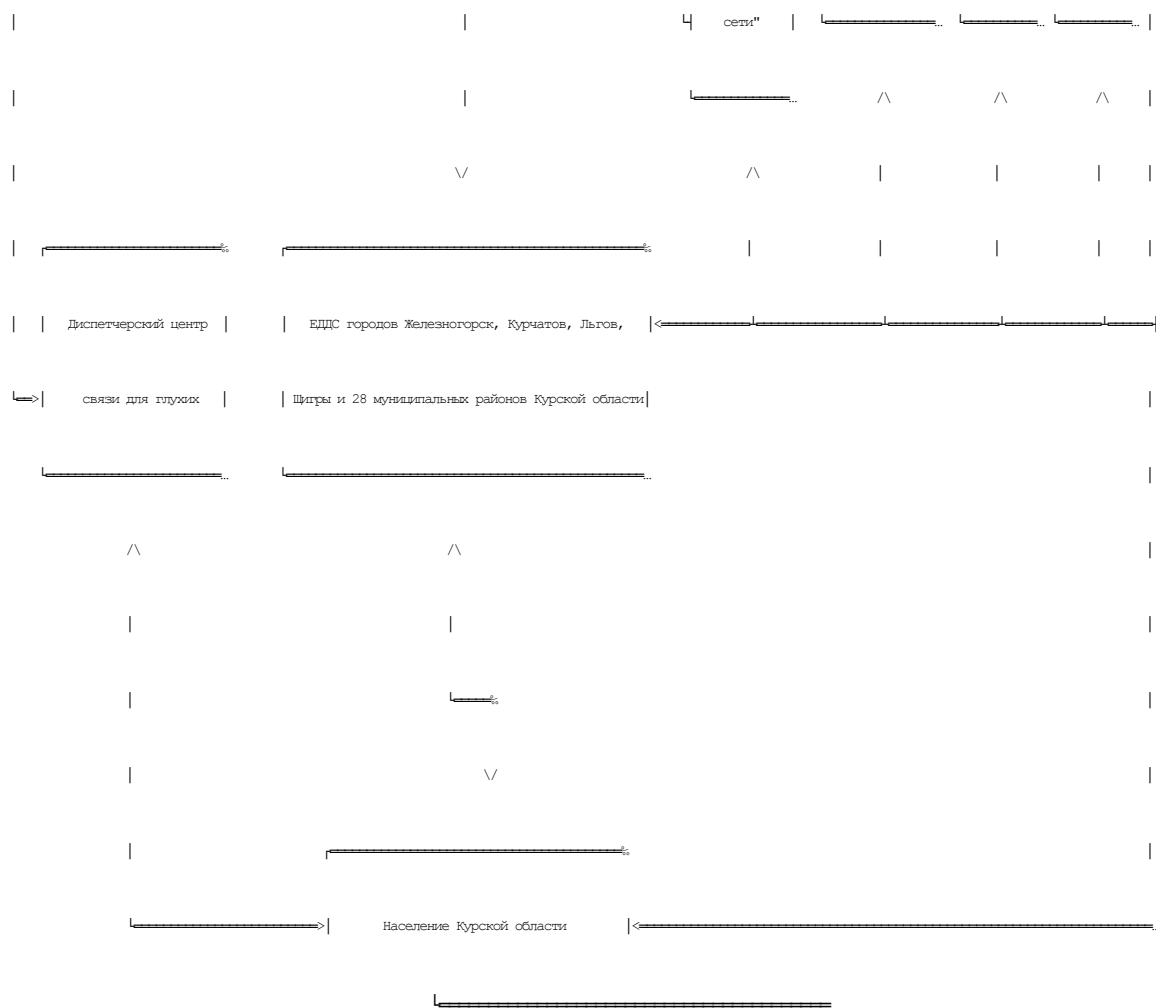 сети"
Диспетчерский центр
ЕДДС городов Железногорск, Курчатов, Льгов,
связи для глухих
Щигры и 28 муниципальных районов Курской области
Население Курской области